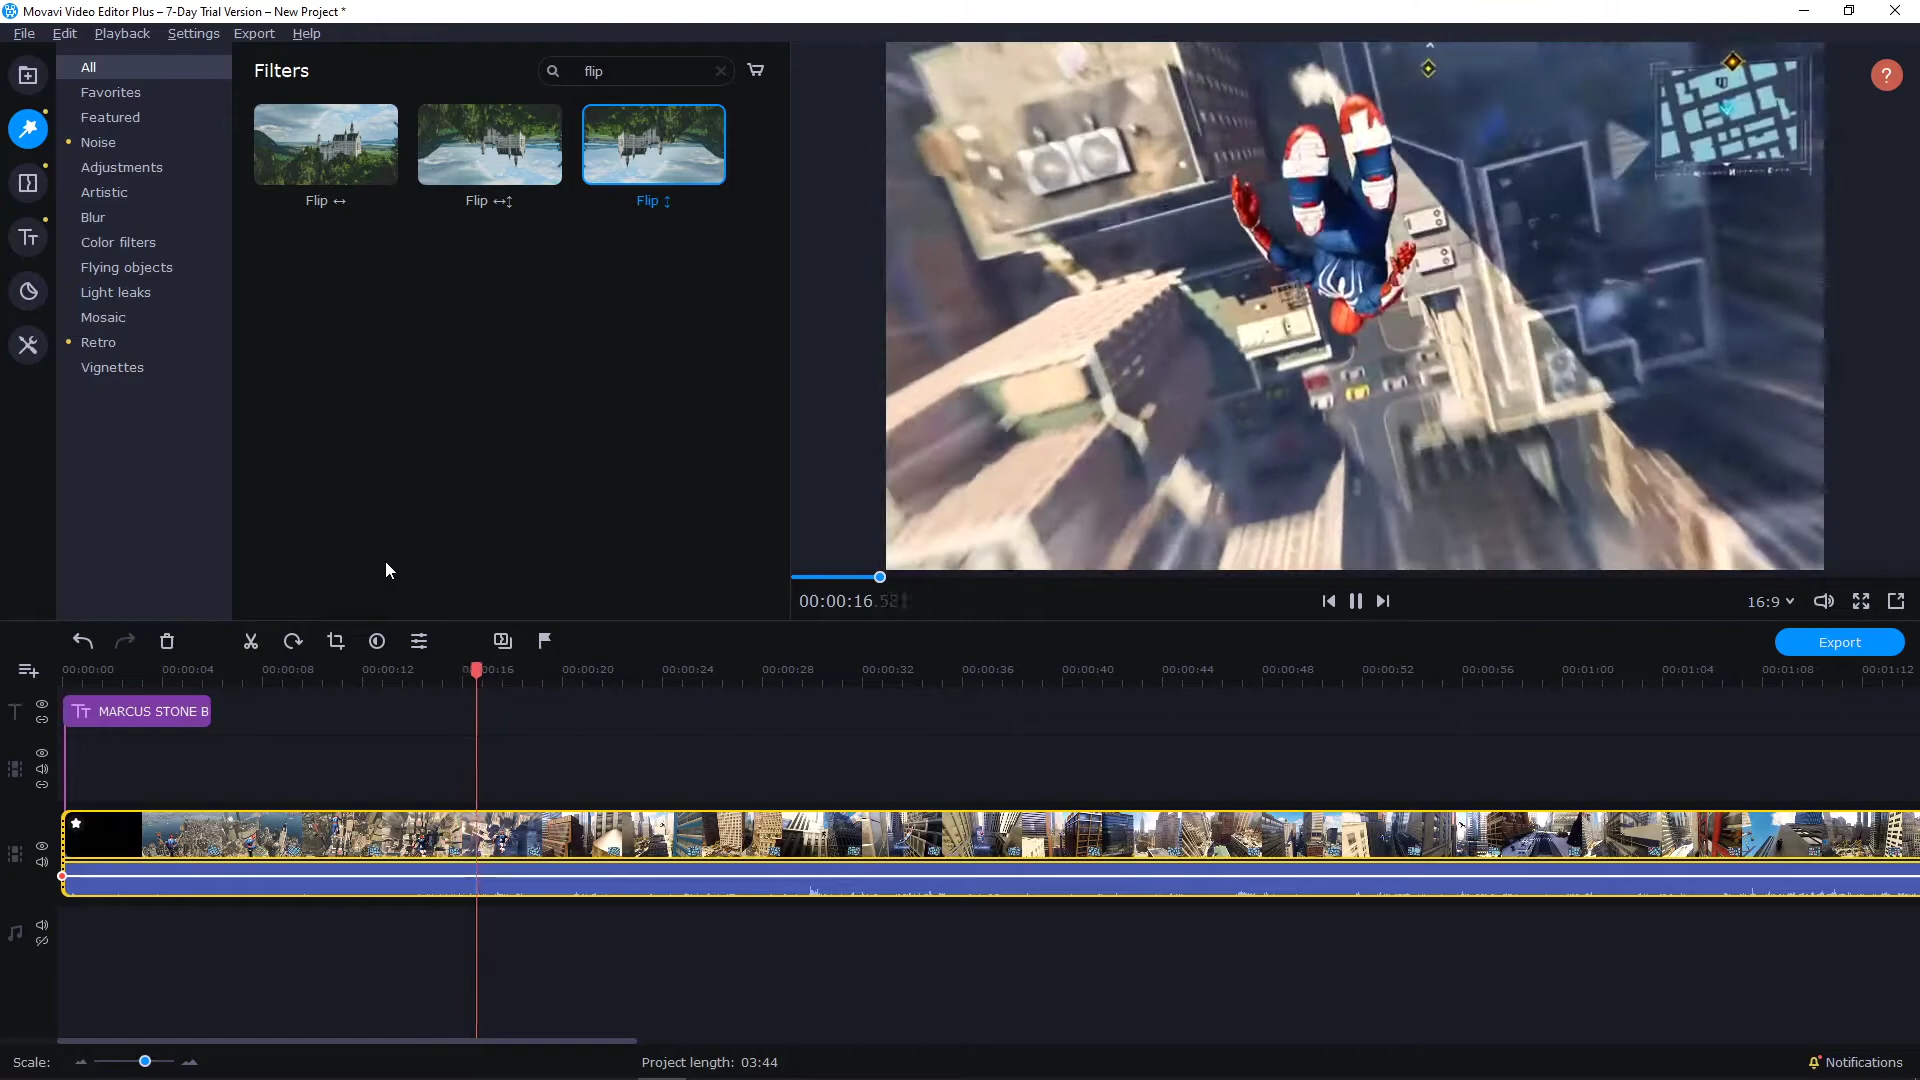 Movavi Video Editor Plus – 7-Day Trial Version – New Project *
File Edit Playback Settings Export Help
All
Favorites
Featured
Noise
Adjustments
Artistic
Blur
Color filters
Flying objects
Light leaks
Mosaic
Retro
Vignettes
Filters
flip
Flip ↔
Flip ↔↕
Flip ↕
?
00:00:16
16:9
Export
00:00:00 00:00:04 00:00:08 00:00:12 00:00:16 00:00:20 00:00:24 00:00:28 00:00:32 00:00:36 00:00:40 00:00:44 00:00:48 00:00:52 00:00:56 00:01:00 00:01:04 00:01:08 00:01:12
MARCUS STONE B
Scale:
Project length: 03:44
Notifications